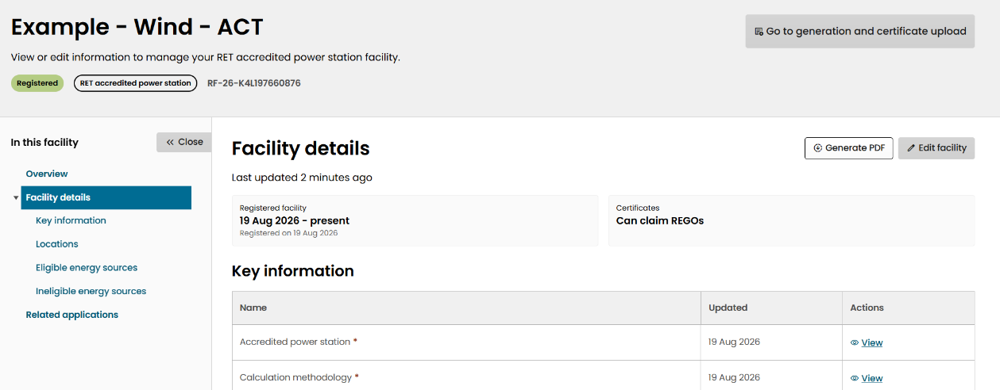 Example - Wind - ACT
Go to generation and certificate upload
View or edit information to manage your RET accredited power station facility.
Registered
RET accredited power station
RF-26-K4L197660876
In this facility
Close
Overview
Facility details
Key information
Locations
Eligible energy sources
Ineligible energy sources
Related applications
Facility details
Generate PDF
Edit facility
Last updated 2 minutes ago
Registered facility
19 Aug 2026 - present
Registered on 19 Aug 2026
Certificates
Can claim REGOs
Key information
Name Updated Actions
Accredited power station * 19 Aug 2026 View
Calculation methodology * 19 Aug 2026 View